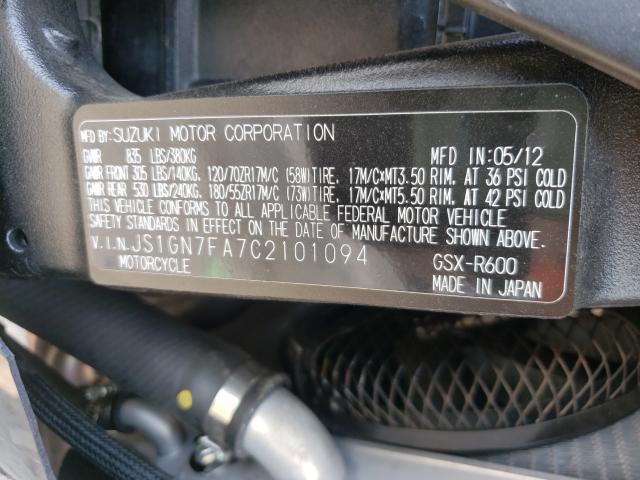 MFD BY: SUZUKI MOTOR CORPORATION
GVWR 835 LBS/380KG MFD IN:05/12
GAWR FRONT 305 LBS/140KG. 120/70ZR17M/C (58W)TIRE, 17M/C×MT3.50 RIM. AT 36 PSI COLD
GAWR REAR 530 LBS/240KG. 180/55ZR17M/C (73W)TIRE, 17M/C×MT5.50 RIM. AT 42 PSI COLD
THIS VEHICLE CONFORMS TO ALL APPLICABLE FEDERAL MOTOR VEHICLE
SAFETY STANDARDS IN EFFECT ON THE DATE OF MANUFACTURE SHOWN ABOVE.
V.I.N. JS1GN7FA7C2101094 GSX-R600
MOTORCYCLE MADE IN JAPAN